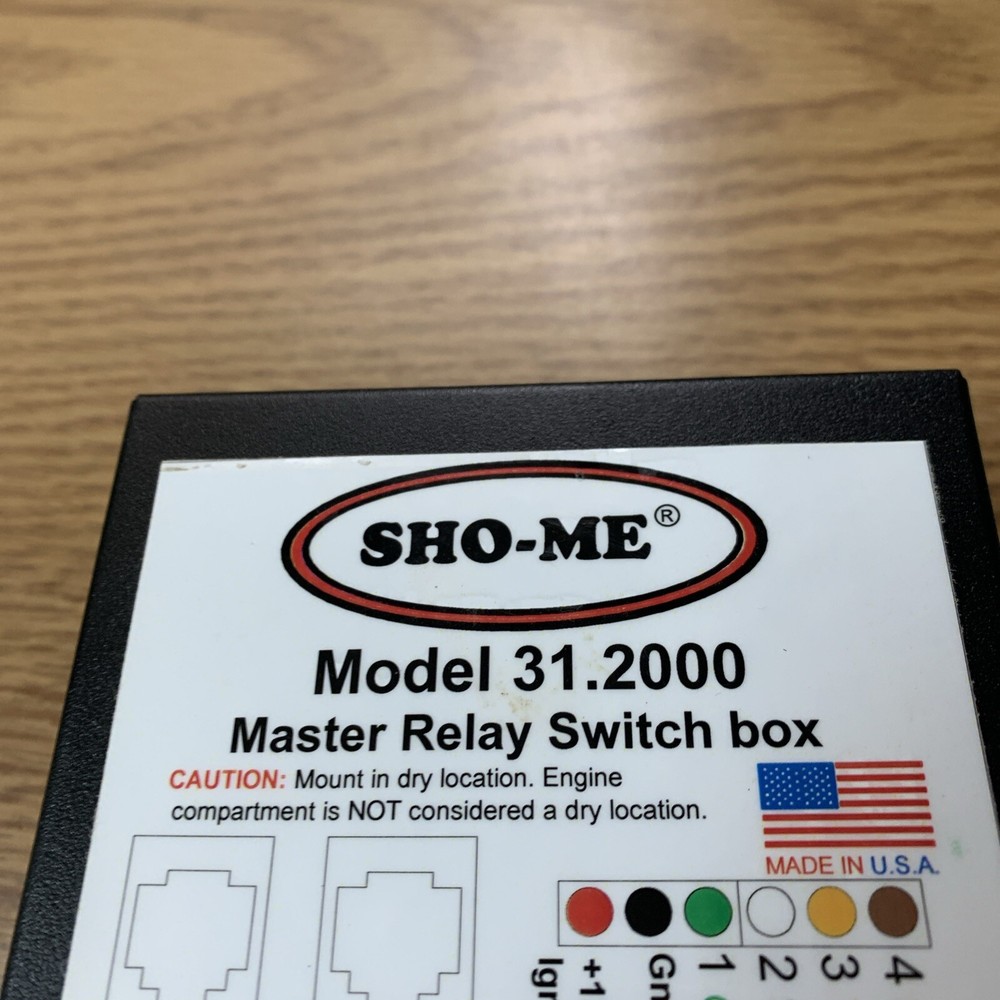 SHO-ME®
Model 31.2000
Master Relay Switch box
CAUTION: Mount in dry location. Engine
compartment is NOT considered a dry location.
MADE IN U.S.A.
1 2 3 4